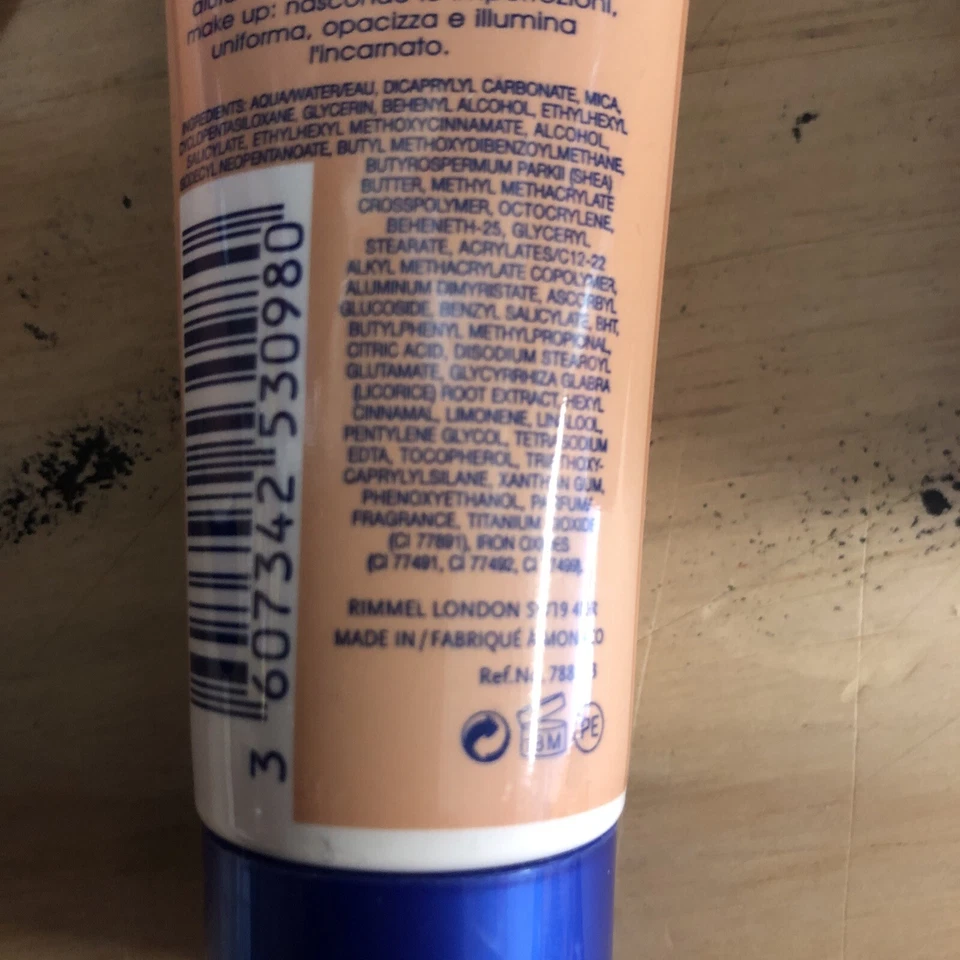 make up: nasconde le imperfezioni,
uniforma, opacizza e illumina
l'incarnato.
INGREDIENTS: AQUA/WATER/EAU, DICAPRYLYL CARBONATE, MICA,
CYCLOPENTASILOXANE, GLYCERIN, BEHENYL ALCOHOL, ETHYLHEXYL
SALICYLATE, ETHYLHEXYL METHOXYCINNAMATE, ALCOHOL,
ISODECYL NEOPENTANOATE, BUTYL METHOXYDIBENZOYLMETHANE,
BUTYROSPERMUM PARKII (SHEA)
BUTTER, METHYL METHACRYLATE
CROSSPOLYMER, OCTOCRYLENE,
BEHENETH-25, GLYCERYL
STEARATE, ACRYLATES/C12-22
ALKYL METHACRYLATE COPOLYMER,
ALUMINUM DIMYRISTATE, ASCORBYL
GLUCOSIDE, BENZYL SALICYLATE, BHT,
BUTYLPHENYL METHYLPROPIONAL,
CITRIC ACID, DISODIUM STEAROYL
GLUTAMATE, GLYCYRRHIZA GLABRA
(LICORICE) ROOT EXTRACT, HEXYL
CINNAMAL, LIMONENE, LINALOOL,
PENTYLENE GLYCOL, TETRASODIUM
EDTA, TOCOPHEROL, TRIETHOXY-
CAPRYLYLSILANE, XANTHAN GUM,
PHENOXYETHANOL, PARFUM/
FRAGRANCE, TITANIUM DIOXIDE
(CI 77891), IRON OXIDES
(CI 77491, CI 77492, CI 77499).
RIMMEL LONDON
MADE IN / FABRIQUÉ À MONACO
Ref.No.
PE
3 607342 530980